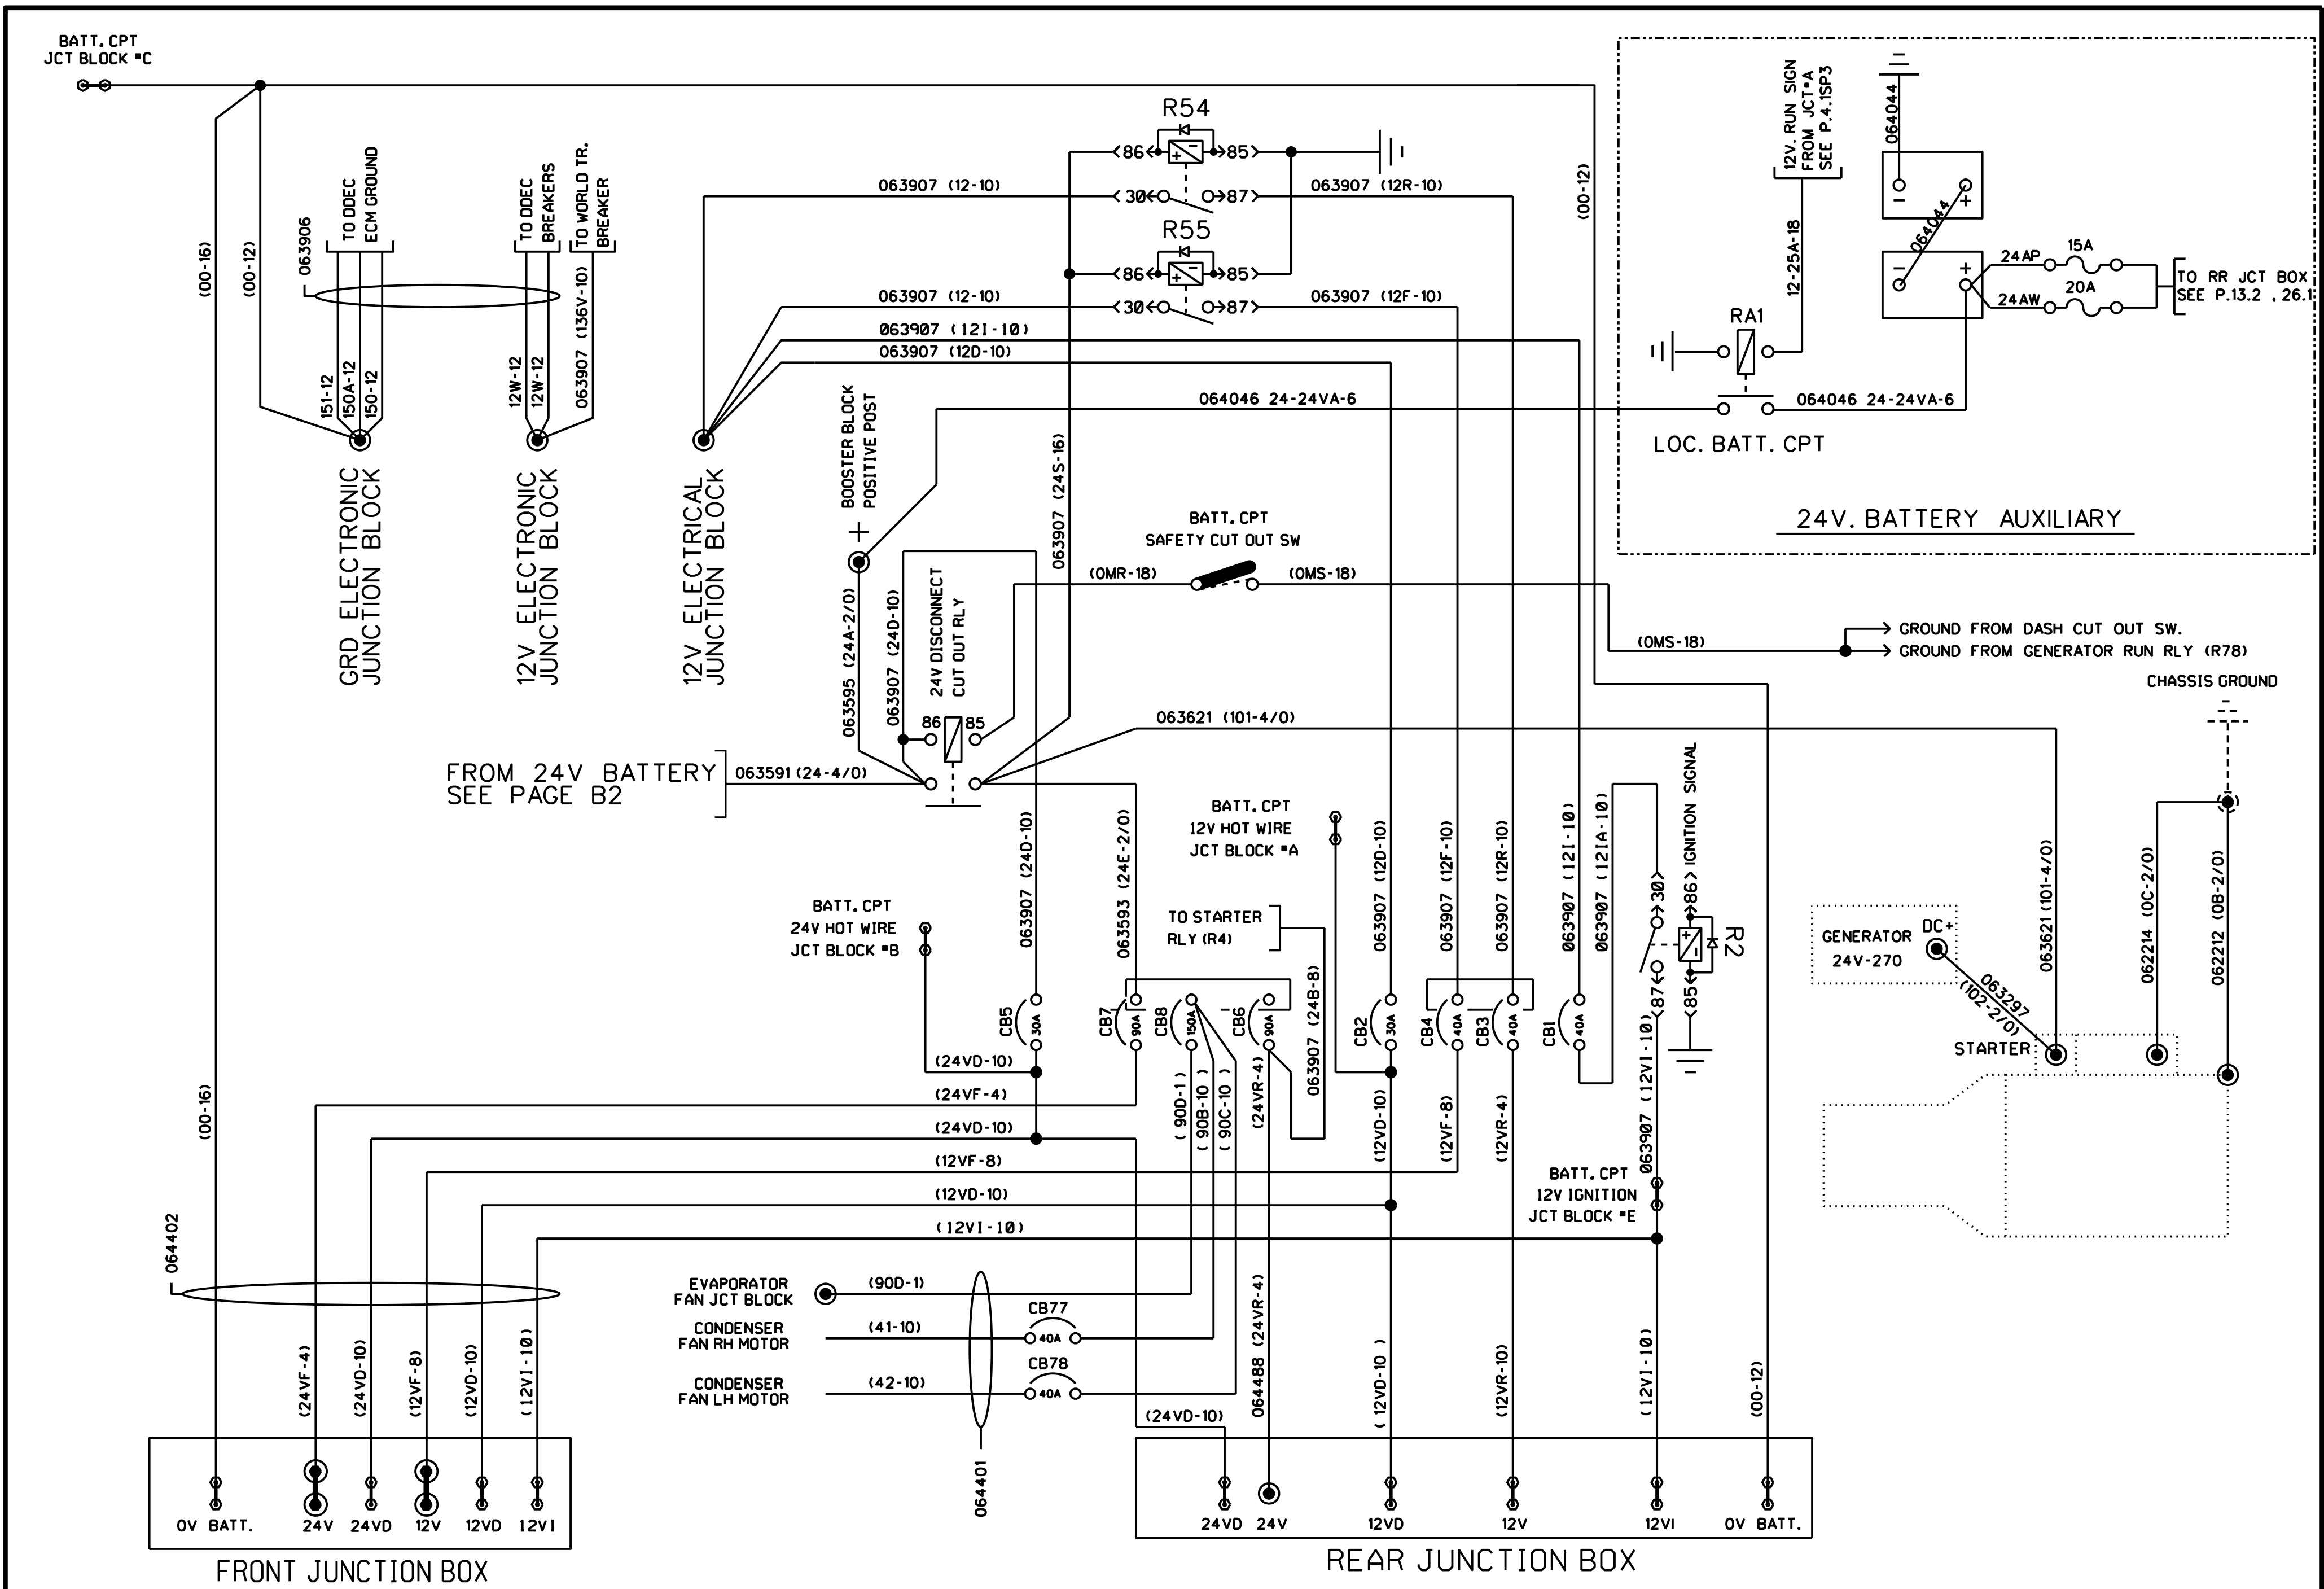 BATT. CPT
JCT BLOCK "C
(00-16)
(00-12)
063906
TO DDEC
ECM GROUND
TO DDEC
BREAKERS
TO WORLD TR.
BREAKER
151-12
150A-12
150-12
12W-12
12W-12
063907 (136V-10)
GRD ELECTRONIC
JUNCTION BLOCK
12V ELECTRONIC
JUNCTION BLOCK
12V ELECTRICAL
JUNCTION BLOCK
R54
86
+
-
85
30
87
063907 (12-10)
063907 (12R-10)
R55
86
+
-
85
30
87
063907 (12-10)
063907 (12F-10)
063907 (12I-10)
063907 (12D-10)
064046 24-24VA-6
(00-12)
12V. RUN SIGN
FROM JCT"A
SEE P.4.1SP3
12-25A-18
064044
-
+
064044
-
+
24AP
15A
24AW
20A
TO RR JCT BOX
SEE P.13.2 , 26.1
RA1
064046 24-24VA-6
LOC. BATT. CPT
24V. BATTERY AUXILIARY
BOOSTER BLOCK
POSITIVE POST
+
063907 (24S-16)
BATT. CPT
SAFETY CUT OUT SW
(0MR-18)
(0MS-18)
(0MS-18)
GROUND FROM DASH CUT OUT SW.
GROUND FROM GENERATOR RUN RLY (R78)
CHASSIS GROUND
063595 (24A-2/0)
063907 (24D-10)
24V DISCONNECT
CUT OUT RLY
86
85
063621 (101-4/0)
FROM 24V BATTERY
SEE PAGE B2
063591 (24-4/0)
BATT. CPT
12V HOT WIRE
JCT BLOCK "A
BATT. CPT
24V HOT WIRE
JCT BLOCK "B
TO STARTER
RLY (R4)
063907 (24D-10)
063593 (24E-2/0)
063907 (24B-8)
063907 (12D-10)
063907 (12F-10)
063907 (12R-10)
063907 (12I-10)
063907 (12IA-10)
30
86
IGNITION SIGNAL
+
-
R2
87
85
GENERATOR
24V-270
DC+
063297
(102-2/0)
063621 (101-4/0)
062214 (0C-2/0)
062212 (0B-2/0)
STARTER
CB5
30A
CB7
90A
CB8
150A
CB6
90A
CB2
30A
CB4
40A
CB3
40A
CB1
40A
(24VD-10)
(24VF-4)
(24VD-10)
(12VF-8)
(12VD-10)
(12VI-10)
(00-16)
( 90D-1 )
( 90B-10 )
( 90C-10 )
(24VR-4)
(12VD-10)
(12VF-8)
(12VR-4)
063907 (12VI-10)
BATT. CPT
12V IGNITION
JCT BLOCK "E
064402
EVAPORATOR
FAN JCT BLOCK
(90D-1)
CONDENSER
FAN RH MOTOR
(41-10)
CB77
40A
CONDENSER
FAN LH MOTOR
(42-10)
CB78
40A
064401
(24VF-4)
(24VD-10)
(12VF-8)
(12VD-10)
(12VI-10)
(24VD-10)
064488 (24VR-4)
(12VD-10 )
(12VR-10)
(12VI-10)
(00-12)
0V BATT.
24V
24VD
12V
12VD
12VI
FRONT JUNCTION BOX
24VD
24V
12VD
12V
12VI
0V BATT.
REAR JUNCTION BOX